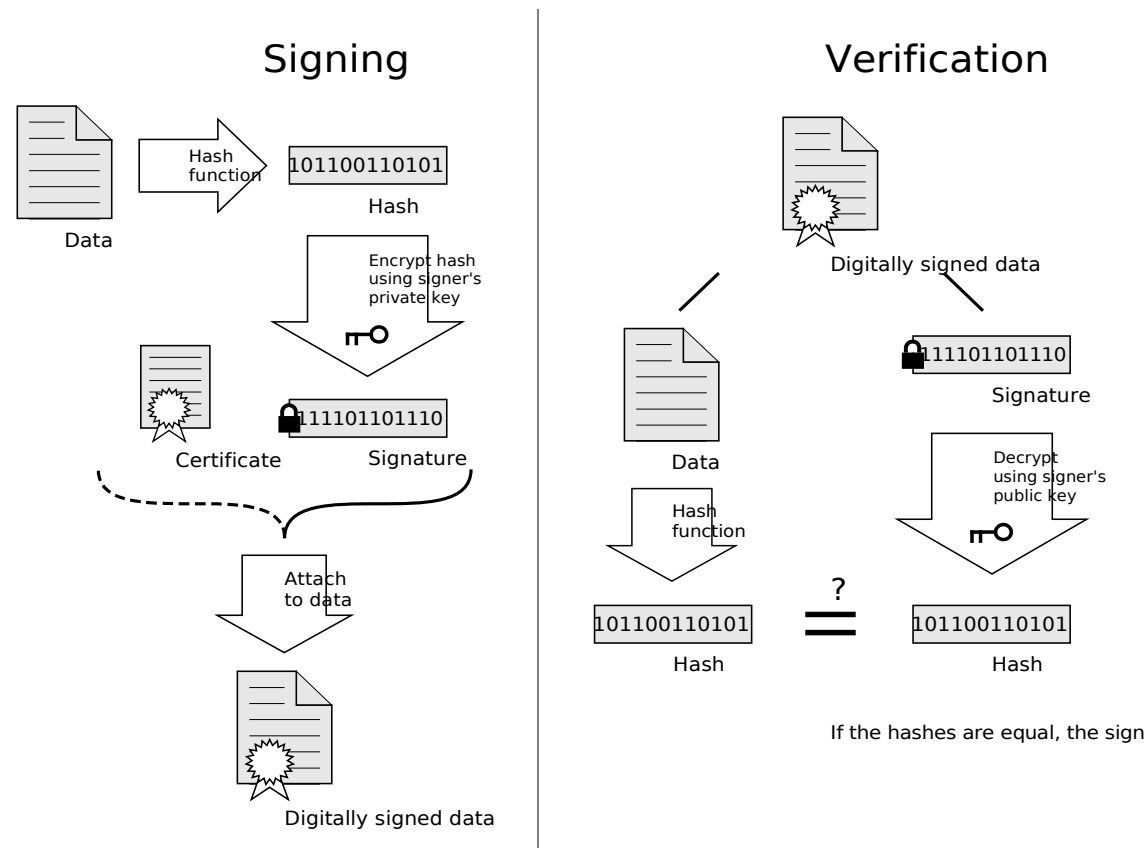 Signing
Hash
function
101100110101
Hash
Data
Encrypt hash
using signer's
private key
111101101110
Certificate
Signature
Attach
to data
Digitally signed data
Verification
Digitally signed data
111101101110
Signature
Data
Hash
function
Decrypt
using signer's
public key
?
101100110101
101100110101
Hash
Hash
If the hashes are equal, the sign